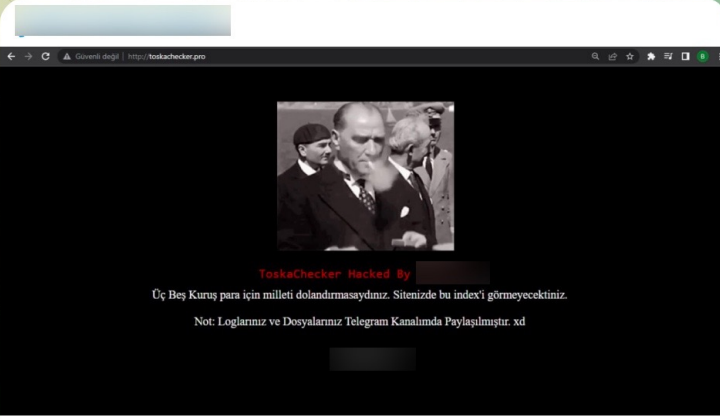 Güvenli değil | http://toskachecker.pro
B
ToskaChecker Hacked By
Üç Beş Kuruş para için milleti dolandırmasaydınız. Sitenizde bu index'i görmeyecektiniz.
Not: Loglarınız ve Dosyalarınız Telegram Kanalımda Paylaşılmıştır. xd